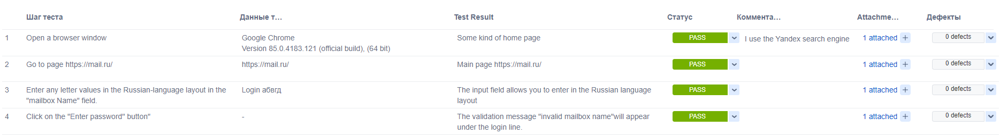 Шаг теста Данные т... Test Result Статус Коммента... Attachme... Дефекты
1 Open a browser window Google Chrome Some kind of home page PASS I use the Yandex search engine 1 attached + 0 defects
Version 85.0.4183.121 (official build), (64 bit)
2 Go to page https://mail.ru/ https://mail.ru/ Main page https://mail.ru/ PASS 1 attached + 0 defects
3 Enter any letter values in the Russian-language layout in the Login абвгд The input field allows you to enter in the Russian language PASS 1 attached + 0 defects
"mailbox Name" field. layout
4 Click on the "Enter password" button" - The validation message "invalid mailbox name"will appear PASS 1 attached + 0 defects
under the login line.